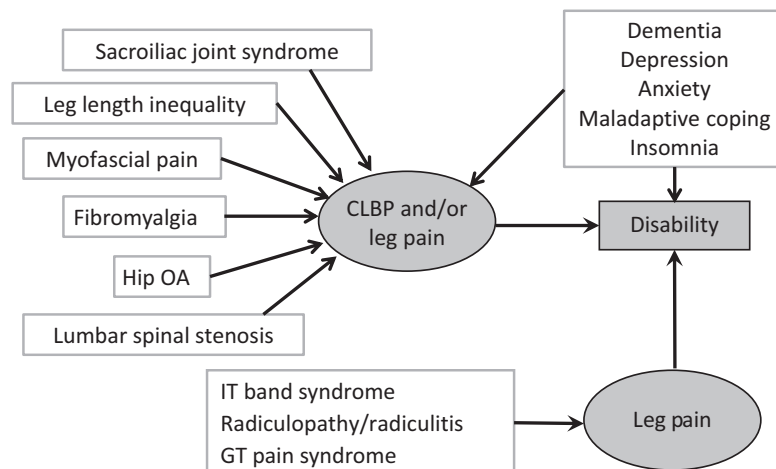 Sacroiliac joint syndrome
Leg length inequality
Myofascial pain
Fibromyalgia
Hip OA
Lumbar spinal stenosis
CLBP and/or
leg pain
Dementia
Depression
Anxiety
Maladaptive coping
Insomnia
Disability
IT band syndrome
Radiculopathy/radiculitis
GT pain syndrome
Leg pain